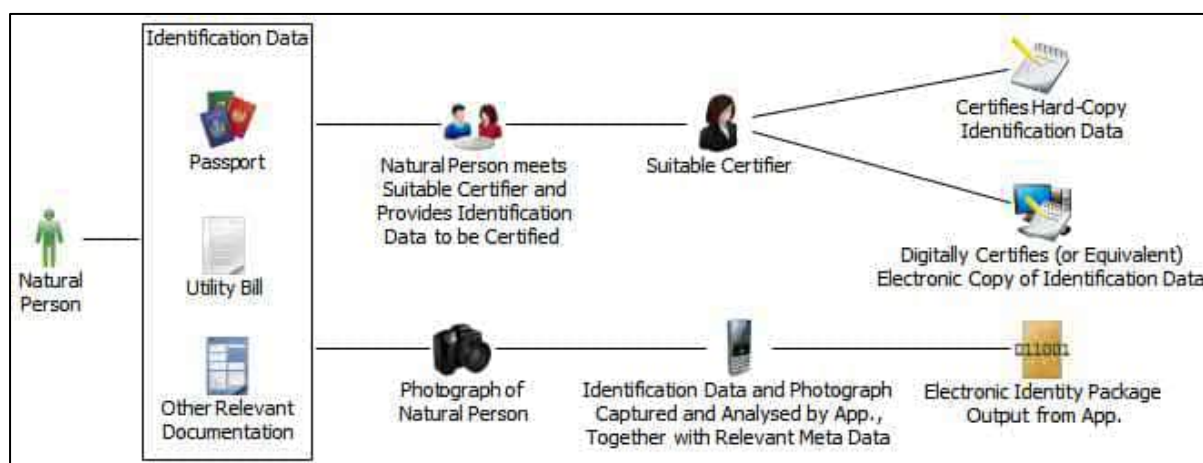 Identification Data
Passport
Utility Bill
Other Relevant
Documentation
Natural
Person
Natural Person meets
Suitable Certifier and
Provides Identification
Data to be Certified
Suitable Certifier
Certifies Hard-Copy
Identification Data
Digitally Certifies (or Equivalent)
Electronic Copy of Identification Data
Photograph of
Natural Person
Identification Data and Photograph
Captured and Analysed by App.,
Together with Relevant Meta Data
011001
Electronic Identity Package
Output from App.